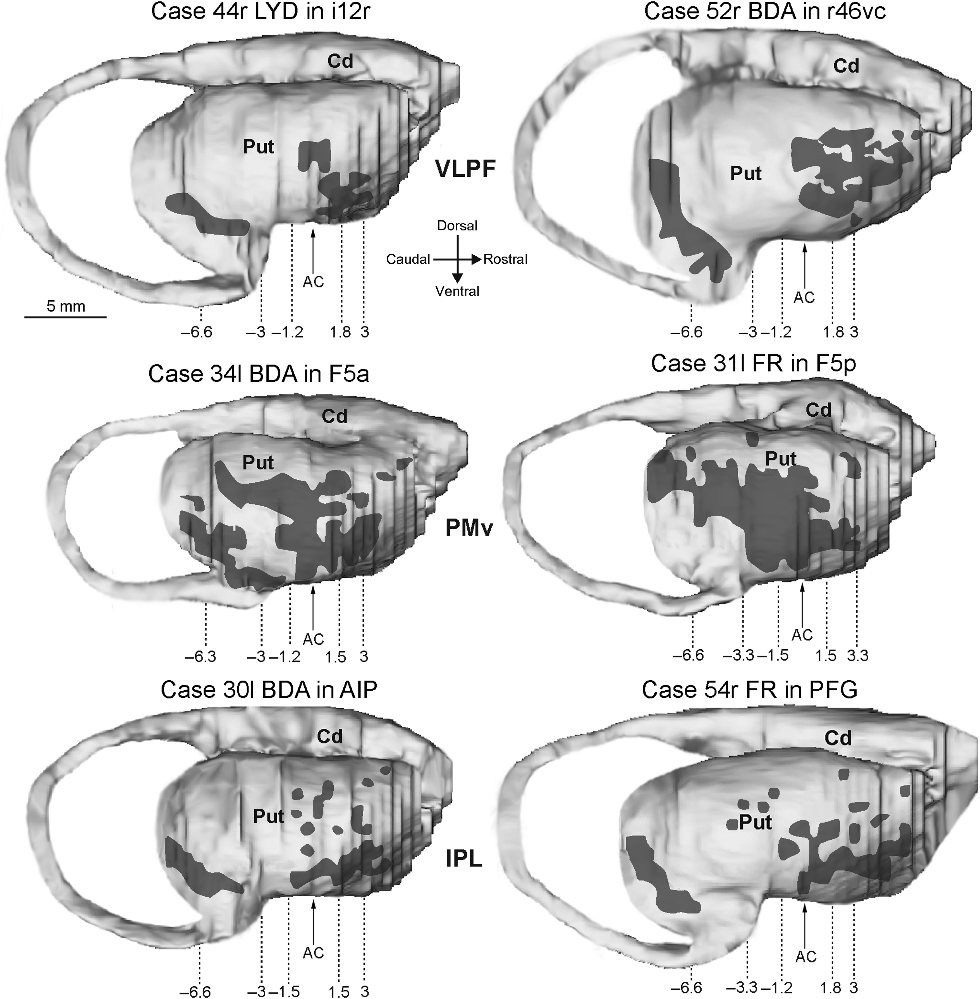 Case 44r LYD in i12r
Case 52r BDA in r46vc
Cd
Put
Cd
Put
VLPF
Dorsal
Caudal
Rostral
Ventral
AC
AC
5 mm
–6.6 –3 –1.2 1.8 3
–6.6 –3 –1.2 1.8 3
Case 34l BDA in F5a
Case 31l FR in F5p
Cd
Put
Cd
Put
PMv
AC
AC
–6.3 –3 –1.2 1.5 3
–6.6 –3.3 –1.5 1.5 3.3
Case 30l BDA in AIP
Case 54r FR in PFG
Cd
Put
Cd
Put
IPL
AC
AC
–6.6 –3 –1.5 1.5 3
–6.6 –3.3 –1.2 1.8 3